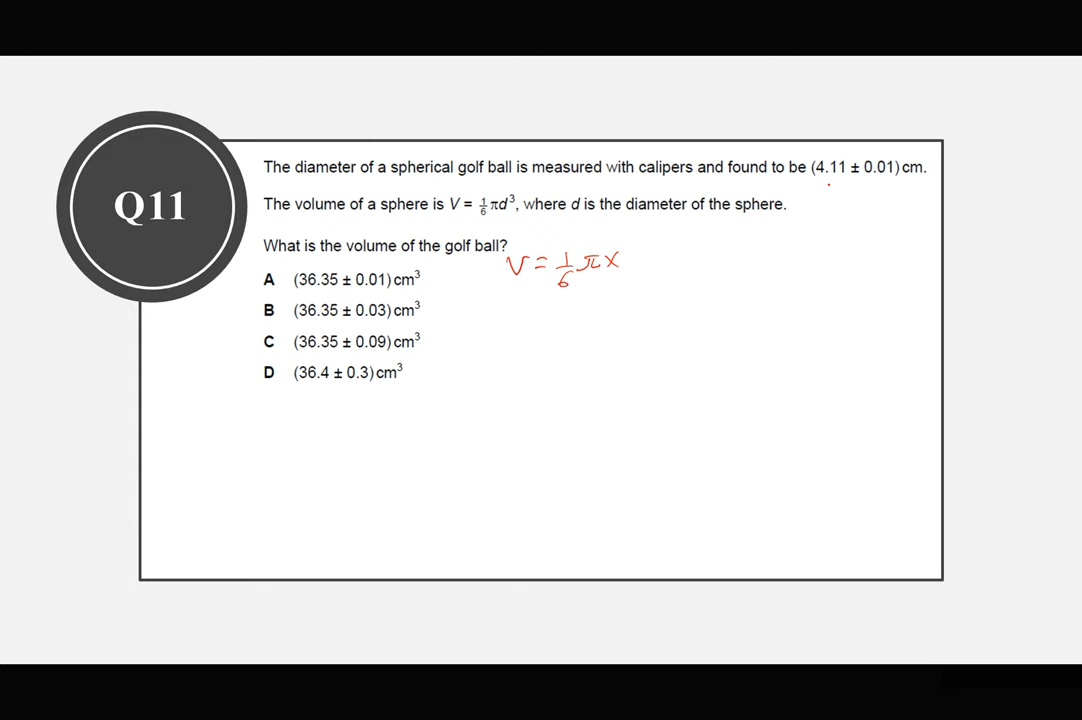 Q11
The diameter of a spherical golf ball is measured with calipers and found to be (4.11 ± 0.01) cm.
The volume of a sphere is V = 1/6 πd³, where d is the diameter of the sphere.
What is the volume of the golf ball?
V = 1/6 π x
A (36.35 ± 0.01) cm³
B (36.35 ± 0.03) cm³
C (36.35 ± 0.09) cm³
D (36.4 ± 0.3) cm³